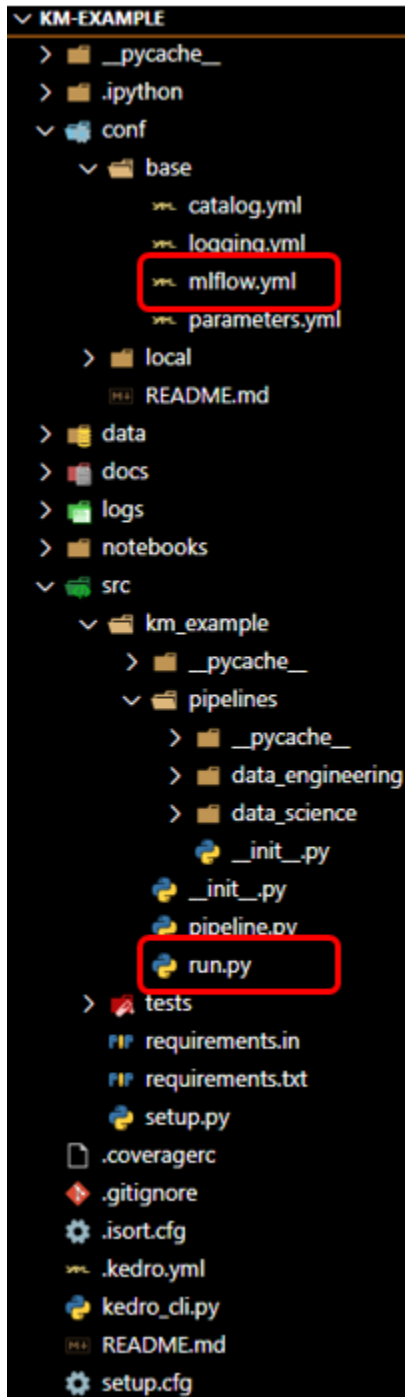 KM-EXAMPLE
__pycache__
.ipython
conf
base
catalog.yml
logging.yml
mlflow.yml
parameters.yml
local
README.md
data
docs
logs
notebooks
src
km_example
__pycache__
pipelines
__pycache__
data_engineering
data_science
__init__.py
__init__.py
pipeline.py
run.py
tests
PIP requirements.in
PIP requirements.txt
setup.py
.coveragerc
.gitignore
.isort.cfg
.kedro.yml
kedro_cli.py
README.md
setup.cfg